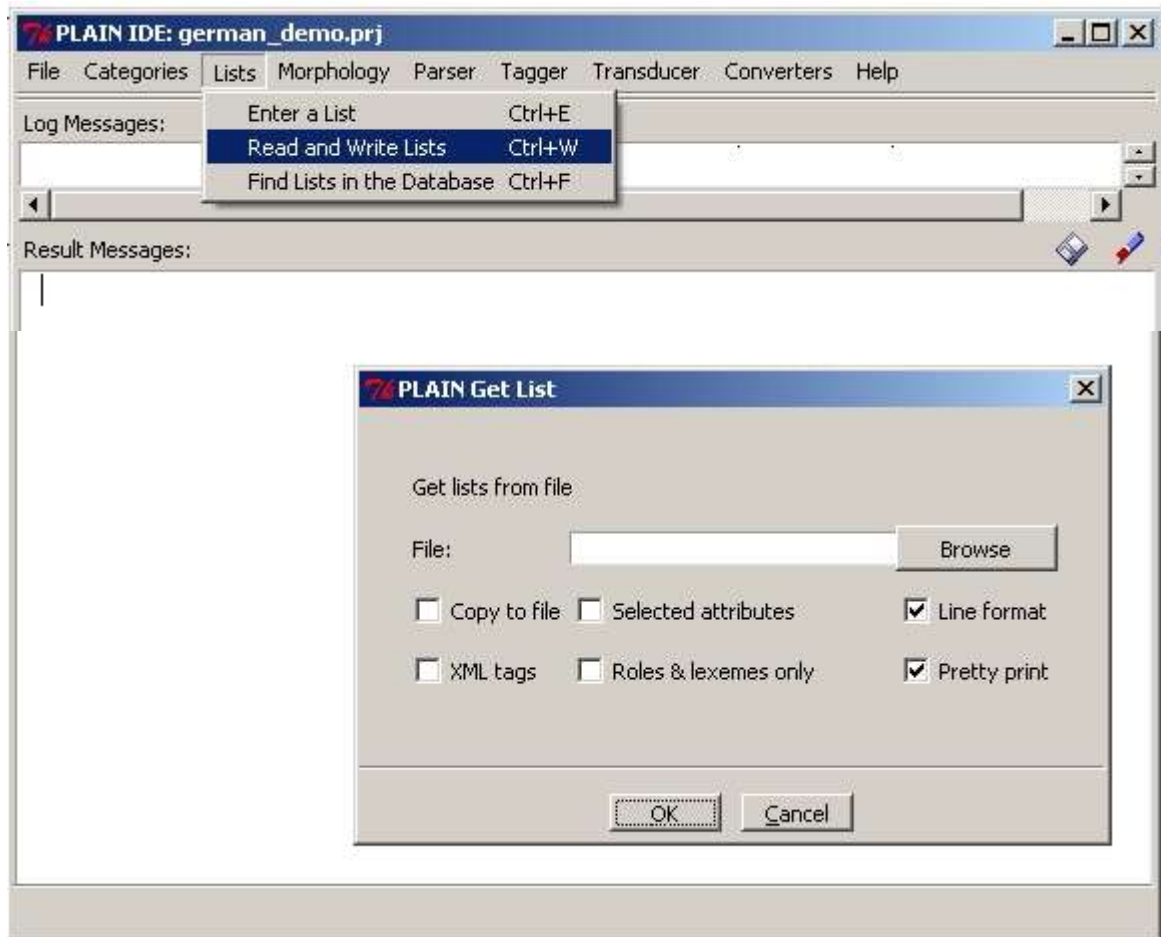 PLAIN IDE: german_demo.prj
File Categories Lists Morphology Parser Tagger Transducer Converters Help
Enter a List Ctrl+E
Log Messages:
Read and Write Lists Ctrl+W
Find Lists in the Database Ctrl+F
Result Messages:
PLAIN Get List
Get lists from file
File: Browse
Copy to file Selected attributes Line format
XML tags Roles & lexemes only Pretty print
OK Cancel